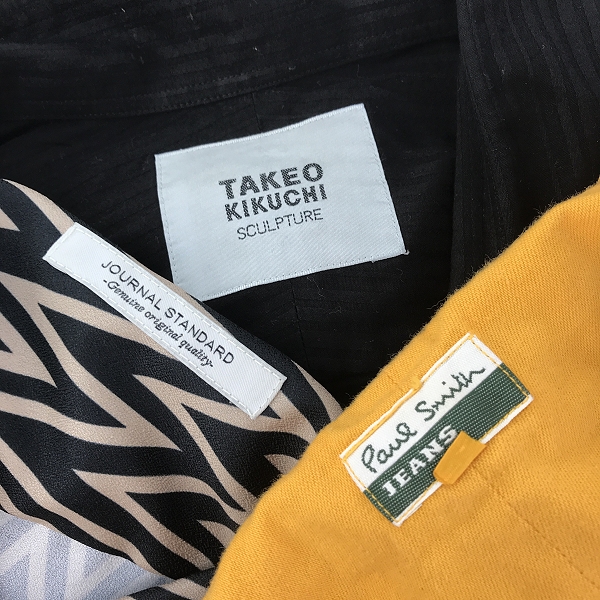 TAKEO
KIKUCHI
SCULPTURE
JOURNAL STANDARD
-Genuine original quality-
Paul Smith
JEANS